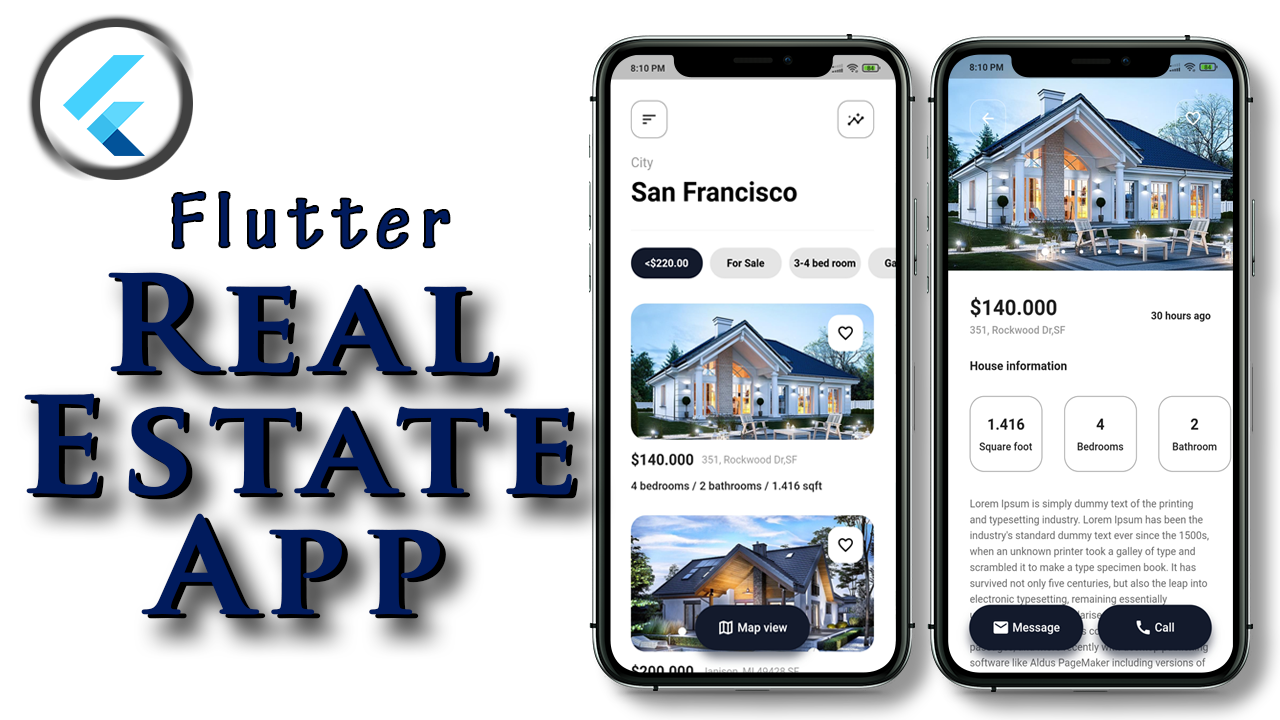 Flutter
REAL
ESTATE
APP
8:10 PM
84
City
San Francisco
<$220.00
For Sale
3-4 bed room
Ga
$140.000 351, Rockwood Dr,SF
4 bedrooms / 2 bathrooms / 1.416 sqft
Map view
$200.000 Janison, MI 49428,SF
8:10 PM
84
$140.000
351, Rockwood Dr,SF
30 hours ago
House information
1.416
Square foot
4
Bedrooms
2
Bathroom
Lorem Ipsum is simply dummy text of the printing
and typesetting industry. Lorem Ipsum has been the
industry's standard dummy text ever since the 1500s,
when an unknown printer took a galley of type and
scrambled it to make a type specimen book. It has
survived not only five centuries, but also the leap into
electronic typesetting, remaining essentially
Message
Call
software like Aldus PageMaker including versions of